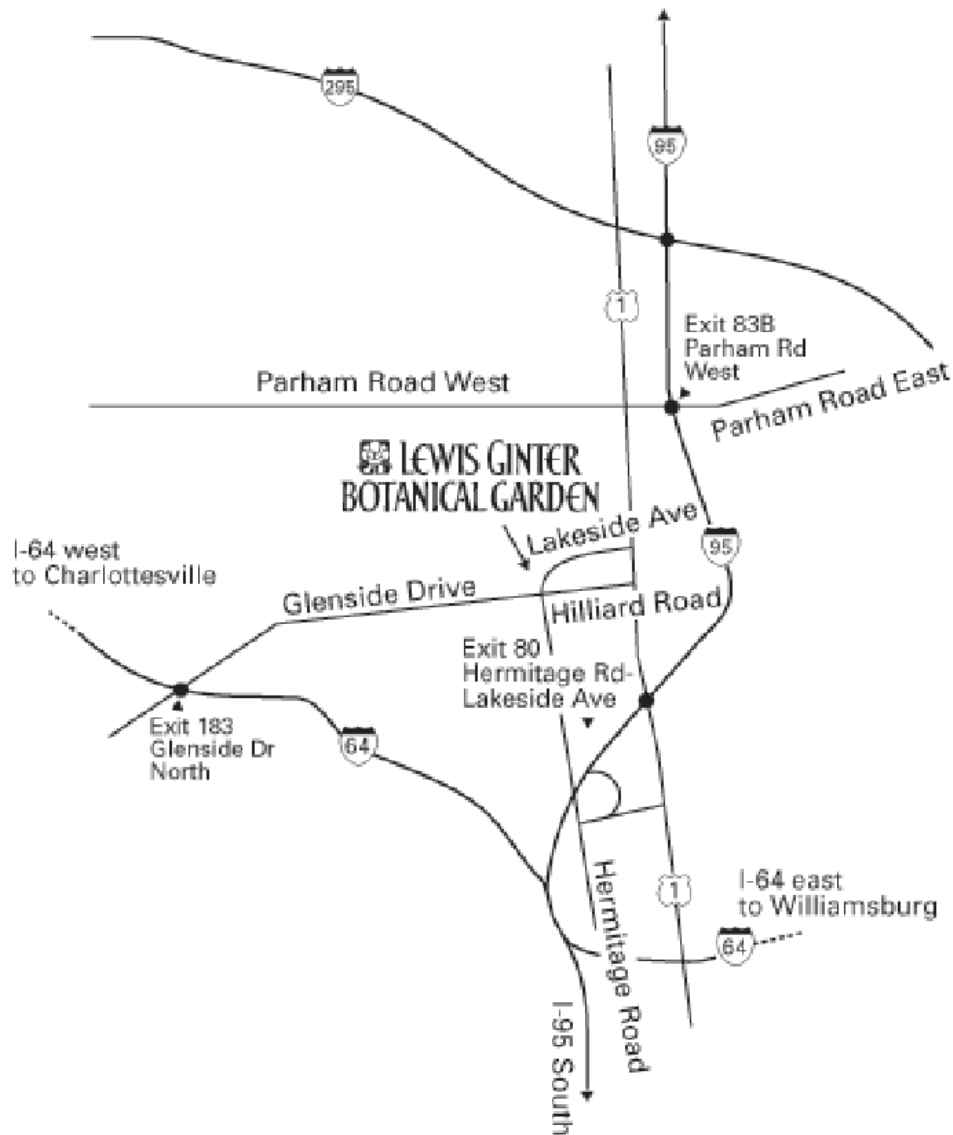 295
95
1
Exit 83B
Parham Rd
West
Parham Road West
Parham Road East
LEWIS GINTER
BOTANICAL GARDEN
Lakeside Ave
95
I-64 west
to Charlottesville
Glenside Drive
Hilliard Road
Exit 80
Hermitage Rd-
Lakeside Ave
Exit 183
Glenside Dr
North
64
Hermitage Road
1
I-64 east
to Williamsburg
64
I-95 South